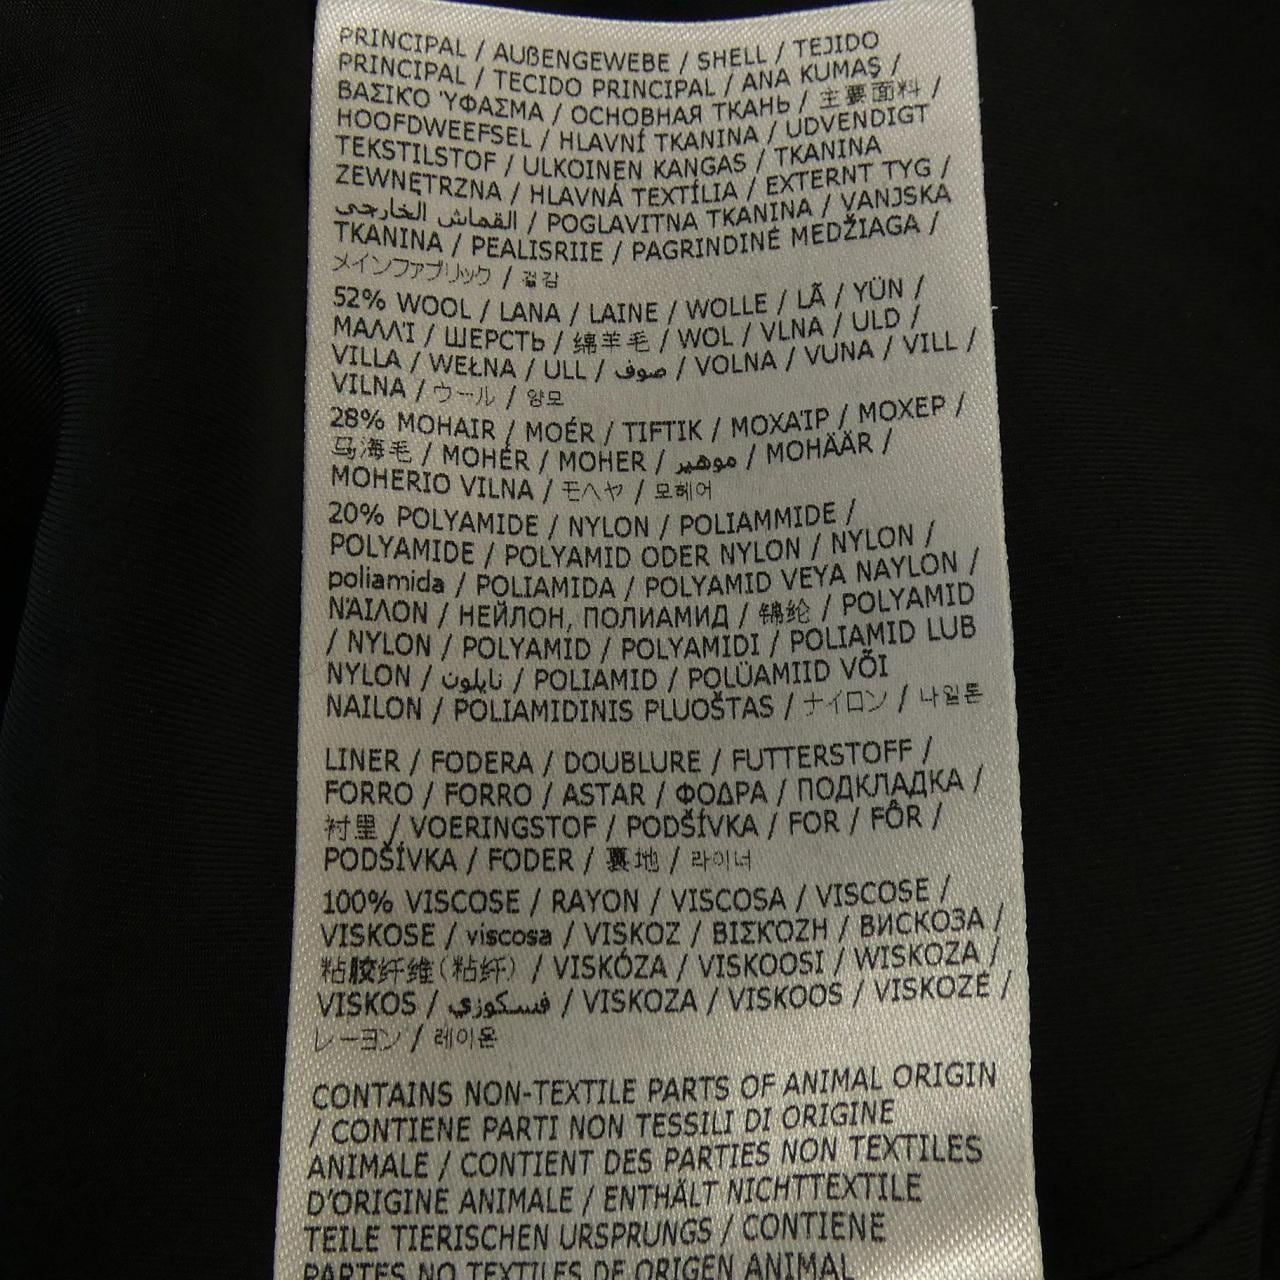 PRINCIPAL / AUßENGEWEBE / SHELL / TEJIDO
PRINCIPAL / TECIDO PRINCIPAL / ANA KUMAŞ /
ΒΑΣΙΚΌ ΎΦΑΣΜΑ / ОСНОВНАЯ ТКАНЬ / 主要面料 /
HOOFDWEEFSEL / HLAVNÍ TKANINA / UDVENDIGT
TEKSTILSTOF / ULKOINEN KANGAS / TKANINA
ZEWNĘTRZNA / HLAVNÁ TEXTÍLIA / EXTERNT TYG /
القماش الخارجي / POGLAVITNA TKANINA / VANJSKA
TKANINA / PEALISRIIE / PAGRINDINĖ MEDŽIAGA /
メインファブリック / 겉감
52% WOOL / LANA / LAINE / WOLLE / LÃ / YÜN /
ΜΑΛΛΊ / ШЕРСТЬ / 绵羊毛 / WOL / VLNA / ULD /
VILLA / WEŁNA / ULL / صوف / VOLNA / VUNA / VILL /
VILNA / ウール / 양모
28% MOHAIR / MOÉR / TIFTIK / ΜΟΧΑΊΡ / МОХЕР /
马海毛 / MOHÉR / MOHER / موهير / MOHÄÄR /
MOHERIO VILNA / モヘヤ / 모헤어
20% POLYAMIDE / NYLON / POLIAMMIDE /
POLYAMIDE / POLYAMID ODER NYLON / NYLON /
poliamida / POLIAMIDA / POLYAMID VEYA NAYLON /
ΝΆΙΛΟΝ / НЕЙЛОН, ПОЛИАМИД / 锦纶 / POLYAMID
/ NYLON / POLYAMID / POLYAMIDI / POLIAMID LUB
NYLON / نايلون / POLIAMID / POLÜAMIID VÕI
NAILON / POLIAMIDINIS PLUOŠTAS / ナイロン / 나일론
LINER / FODERA / DOUBLURE / FUTTERSTOFF /
FORRO / FORRO / ASTAR / ΦΟΔΡΑ / ПОДКЛАДКА /
衬里 / VOERINGSTOF / PODŠÍVKA / FOR / FÔR /
PODŠÍVKA / FODER / 裏地 / 라이너
100% VISCOSE / RAYON / VISCOSA / VISCOSE /
VISKOSE / viscosa / VISKOZ / ΒΙΣΚΌΖΗ / ВИСКОЗА /
粘胶纤维(粘纤) / VISKÓZA / VISKOOSI / WISKOZA /
VISKOS / فسكوزي / VISKOZA / VISKOOS / VISKOZĖ /
レーヨン / 레이온
CONTAINS NON-TEXTILE PARTS OF ANIMAL ORIGIN
/ CONTIENE PARTI NON TESSILI DI ORIGINE
ANIMALE / CONTIENT DES PARTIES NON TEXTILES
D'ORIGINE ANIMALE / ENTHÄLT NICHTTEXTILE
TEILE TIERISCHEN URSPRUNGS / CONTIENE
PARTES NO TEXTILES DE ORIGEN ANIMAL